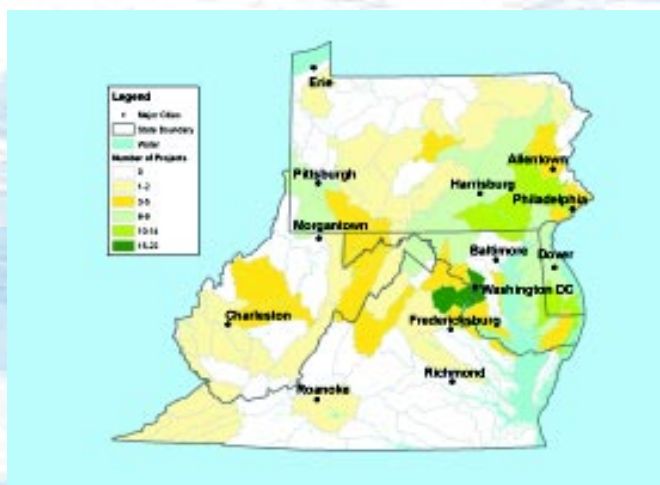 Legend
Major Cities
State Boundary
Water
Number of Projects
0
1-2
3-5
6-9
10-14
15-22
Erie
Pittsburgh
Harrisburg
Allentown
Philadelphia
Morgantown
Baltimore
Dover
Washington DC
Charleston
Fredericksburg
Richmond
Roanoke